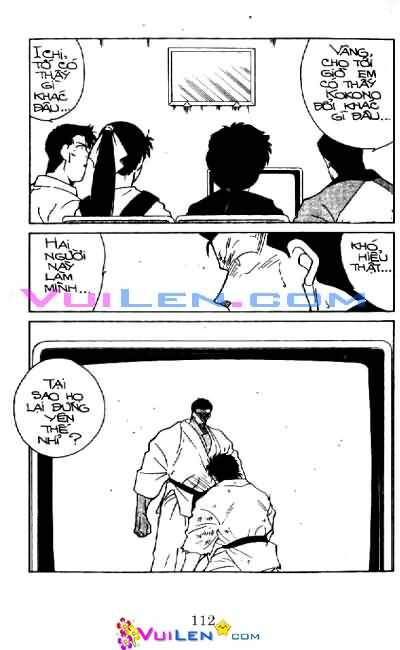 ICHI,
TỚ CÓ
THẤY
GÌ
KHÁC
ĐÂU...
VÂNG,
CHO TỚI
GIỜ EM
CÓ THẤY
KOKONO
ĐỔI KHÁC
GÌ ĐÂU...
HAI
NGƯỜI
NÀY
LÀM
MÌNH...
KHÓ
HIỂU
THẬT...
VUILEN.COM
TẠI
SAO HỌ
LẠI ĐỨNG
YÊN
THẾ
NHỈ ?
112
VUILEN.COM